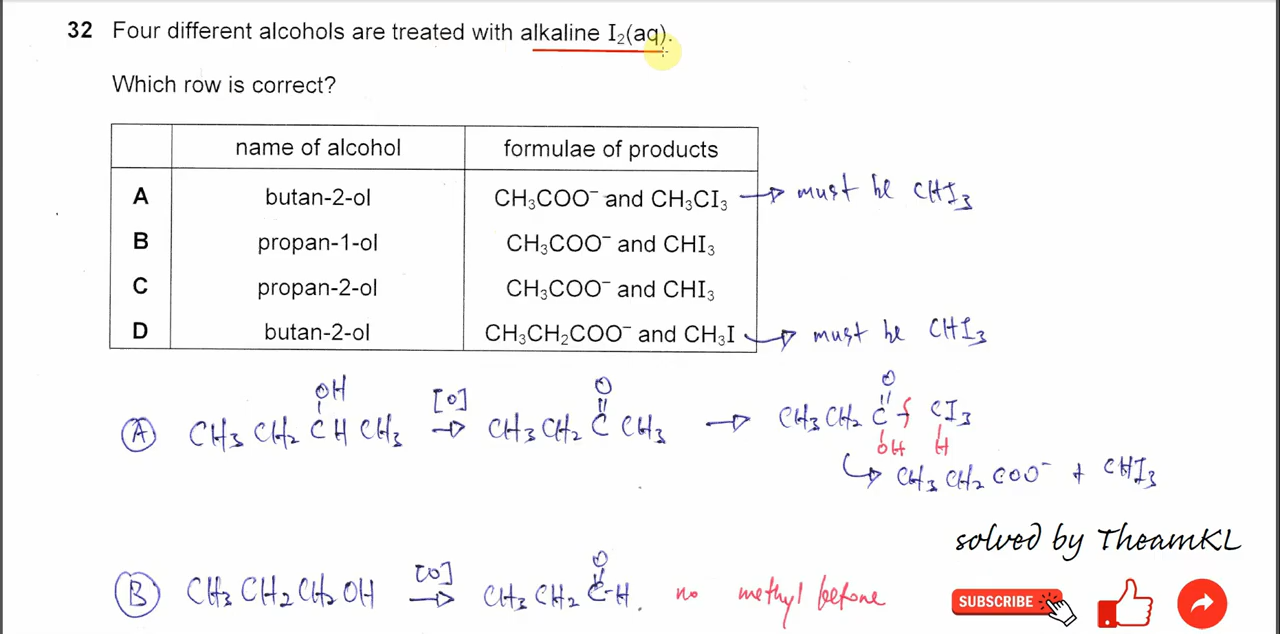 32 Four different alcohols are treated with alkaline I₂(aq).
Which row is correct?
name of alcohol formulae of products
A butan-2-ol CH₃COO⁻ and CH₃CI₃ → must be CHI₃
B propan-1-ol CH₃COO⁻ and CHI₃
C propan-2-ol CH₃COO⁻ and CHI₃
D butan-2-ol CH₃CH₂COO⁻ and CH₃I → must be CHI₃
OH [O] O O
A CH₃CH₂CHCH₃ → CH₃CH₂CCH₃ → CH₃CH₂C CI₃
OH H
→ CH₃CH₂COO⁻ + CHI₃
solved by TheamKL
[O] O
B CH₃CH₂CH₂OH → CH₃CH₂C-H. no methyl before
SUBSCRIBE